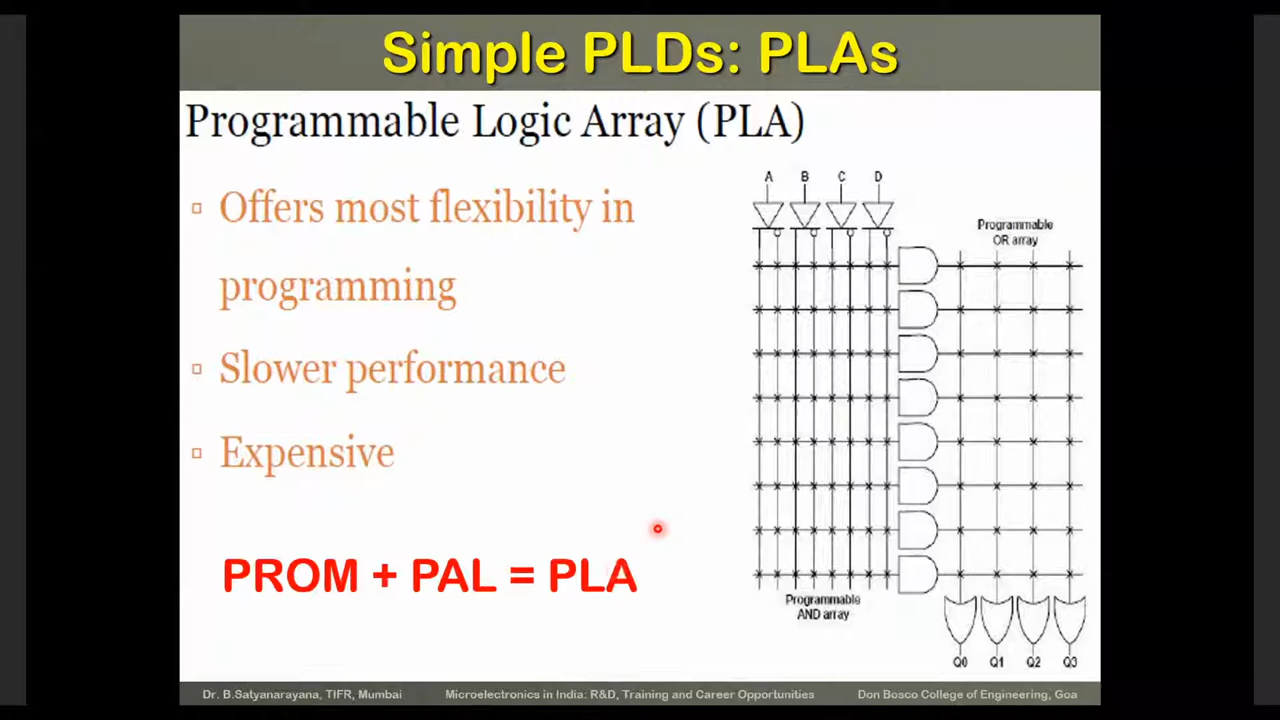 Simple PLDs: PLAs
Programmable Logic Array (PLA)
Offers most flexibility in
programming
Slower performance
Expensive
PROM + PAL = PLA
A B C D
Programmable
OR array
Programmable
AND array
Q0 Q1 Q2 Q3
Dr. B.Satyanarayana, TIFR, Mumbai
Microelectronics in India: R&D, Training and Career Opportunities
Don Bosco College of Engineering, Goa